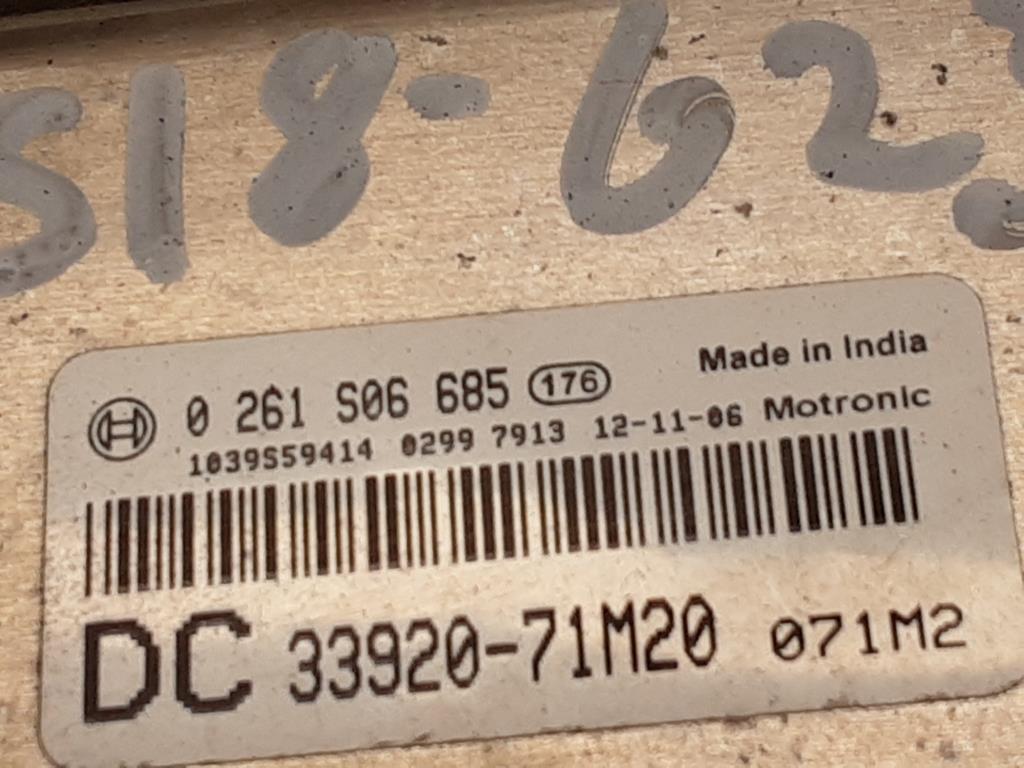 S18-62
0 261 S06 685 176 Made in India
1039S59414 0299 7913 12-11-06 Motronic
DC 33920-71M20 071M2